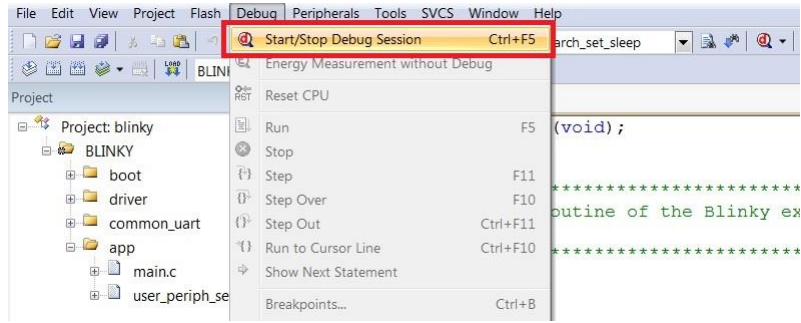 File Edit View Project Flash Debug Peripherals Tools SVCS Window Help
Start/Stop Debug Session Ctrl+F5
arch_set_sleep
LOAD
BLIN
Energy Measurement without Debug
Project
RST Reset CPU
Project: blinky
Run F5
(void);
BLINKY
Stop
boot
Step F11
driver
Step Over F10
************************
common_uart
Step Out Ctrl+F11
outine of the Blinky ex
app
Run to Cursor Line Ctrl+F10
************************
main.c
Show Next Statement
user_periph_se
Breakpoints... Ctrl+B